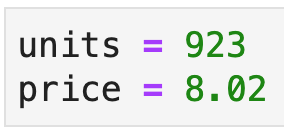 units = 923
price = 8.02